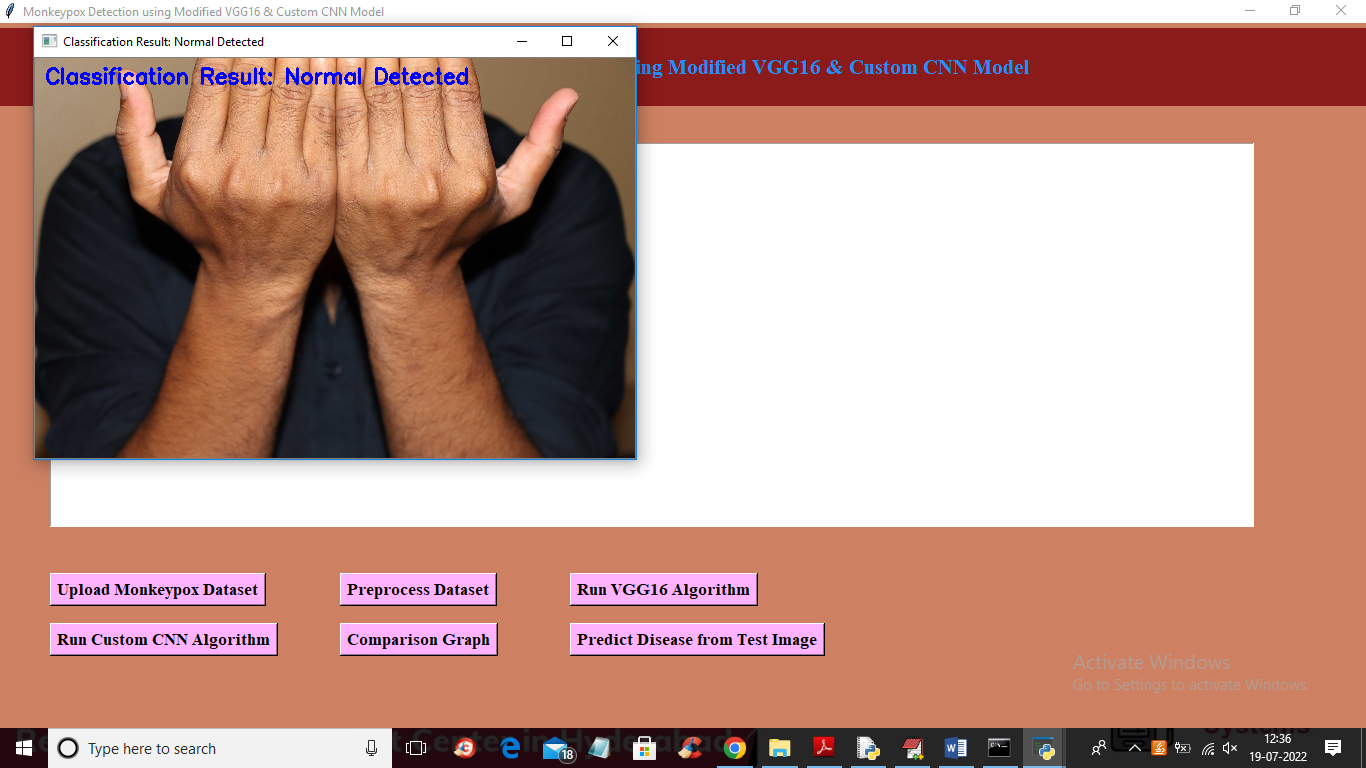 Monkeypox Detection using Modified VGG16 & Custom CNN Model
Classification Result: Normal Detected
Classification Result: Normal Detected
ing Modified VGG16 & Custom CNN Model
Upload Monkeypox Dataset
Preprocess Dataset
Run VGG16 Algorithm
Run Custom CNN Algorithm
Comparison Graph
Predict Disease from Test Image
Activate Windows
Go to Settings to activate Windows.
Type here to search
18
12:36
19-07-2022